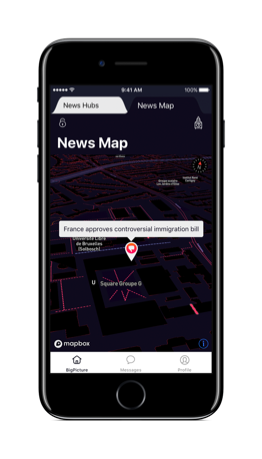 9:41 AM
100%
News Hubs
News Map
News Map
France approves controversial immigration bill
Université Libre
de Bruxelles
(Solbosch)
U Square Groupe G
mapbox
BigPicture
Messages
Profile